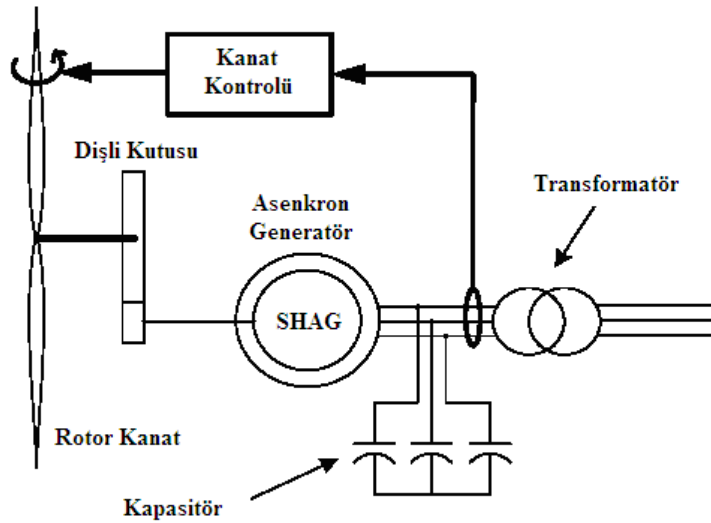 Kanat
Kontrolü
Dişli Kutusu
Transformatör
Asenkron
Generatör
SHAG
Rotor Kanat
Kapasitör